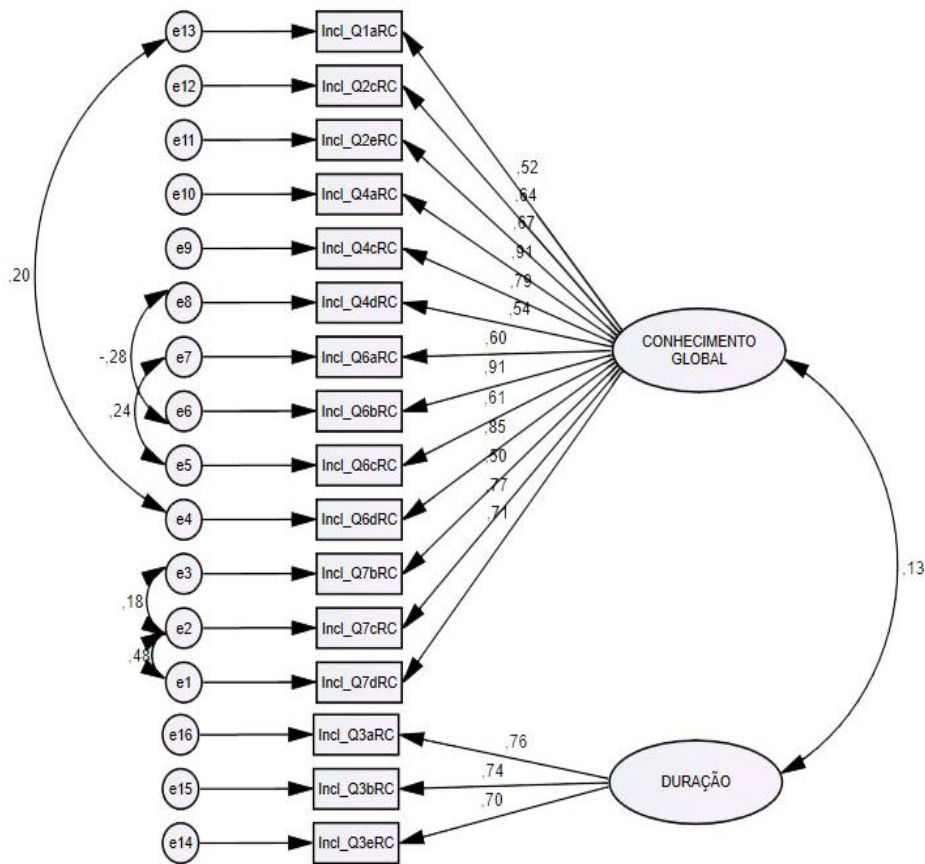 e13
Incl_Q1aRC
e12
Incl_Q2cRC
e11
Incl_Q2eRC
e10
Incl_Q4aRC
e9
Incl_Q4cRC
e8
Incl_Q4dRC
e7
Incl_Q6aRC
e6
Incl_Q6bRC
e5
Incl_Q6cRC
e4
Incl_Q6dRC
e3
Incl_Q7bRC
e2
Incl_Q7cRC
e1
Incl_Q7dRC
e16
Incl_Q3aRC
e15
Incl_Q3bRC
e14
Incl_Q3eRC
,20
-,28
,24
,18
,48
,52
,64
,67
,91
,79
,54
,60
,91
,61
,85
,50
,77
,71
,76
,74
,70
CONHECIMENTO
GLOBAL
DURAÇÃO
,13